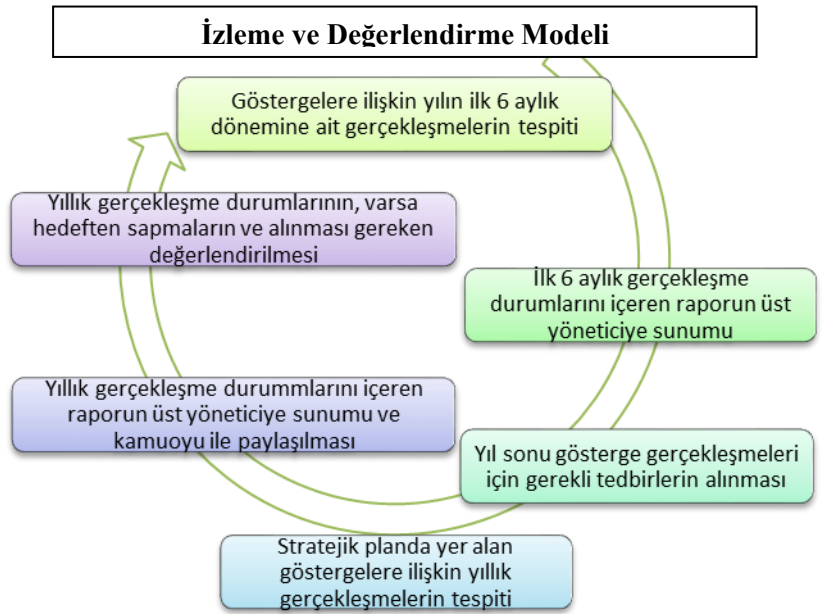 İzleme ve Değerlendirme Modeli
Göstergelere ilişkin yılın ilk 6 aylık
dönemine ait gerçekleşmelerin tespiti
İlk 6 aylık gerçekleşme
durumlarını içeren raporun üst
yöneticiye sunumu
Yıl sonu gösterge gerçekleşmeleri
için gerekli tedbirlerin alınması
Stratejik planda yer alan
göstergelere ilişkin yıllık
gerçekleşmelerin tespiti
Yıllık gerçekleşme durummlarını içeren
raporun üst yöneticiye sunumu ve
kamuoyu ile paylaşılması
Yıllık gerçekleşme durumlarının, varsa
hedeften sapmaların ve alınması gereken
değerlendirilmesi